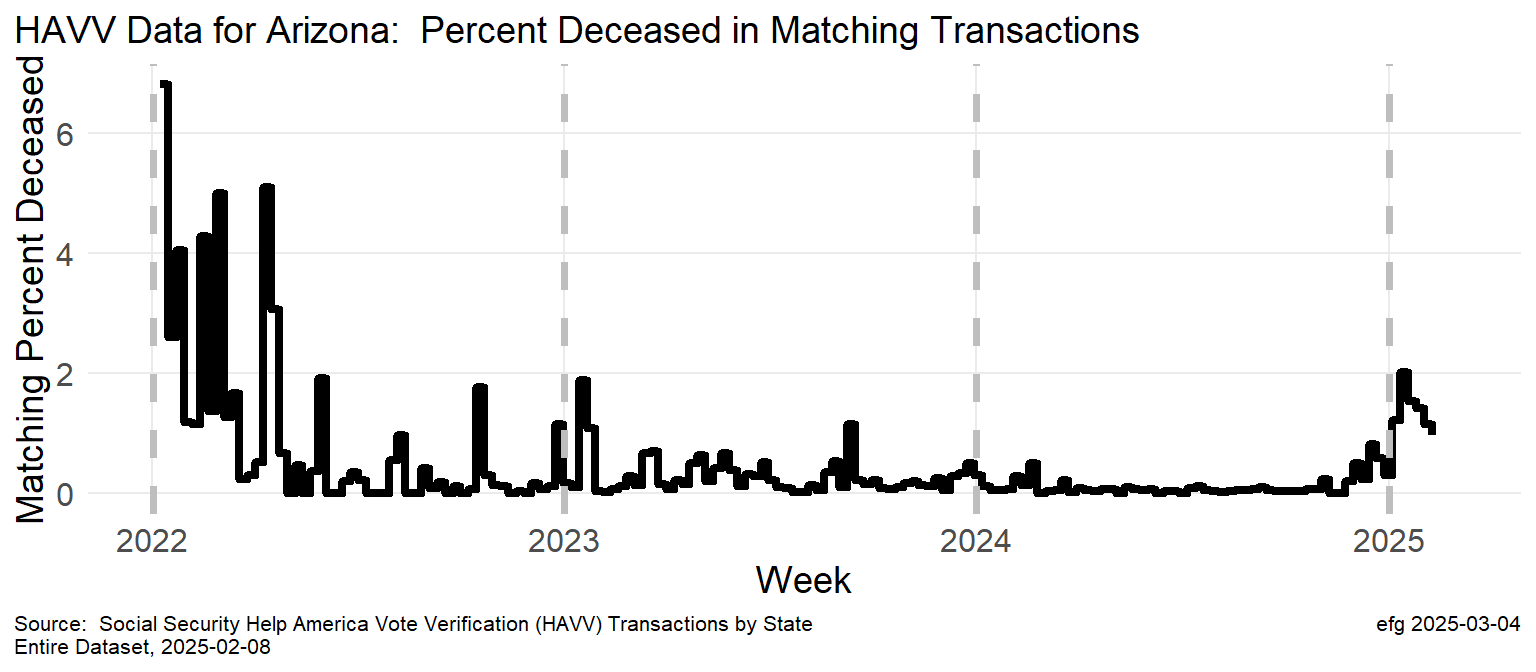 HAVV Data for Arizona:  Percent Deceased in Matching Transactions
Matching Percent Deceased
6
4
2
0
2022 2023 2024 2025
Week
Source:  Social Security Help America Vote Verification (HAVV) Transactions by State
Entire Dataset, 2025-02-08
efg 2025-03-04